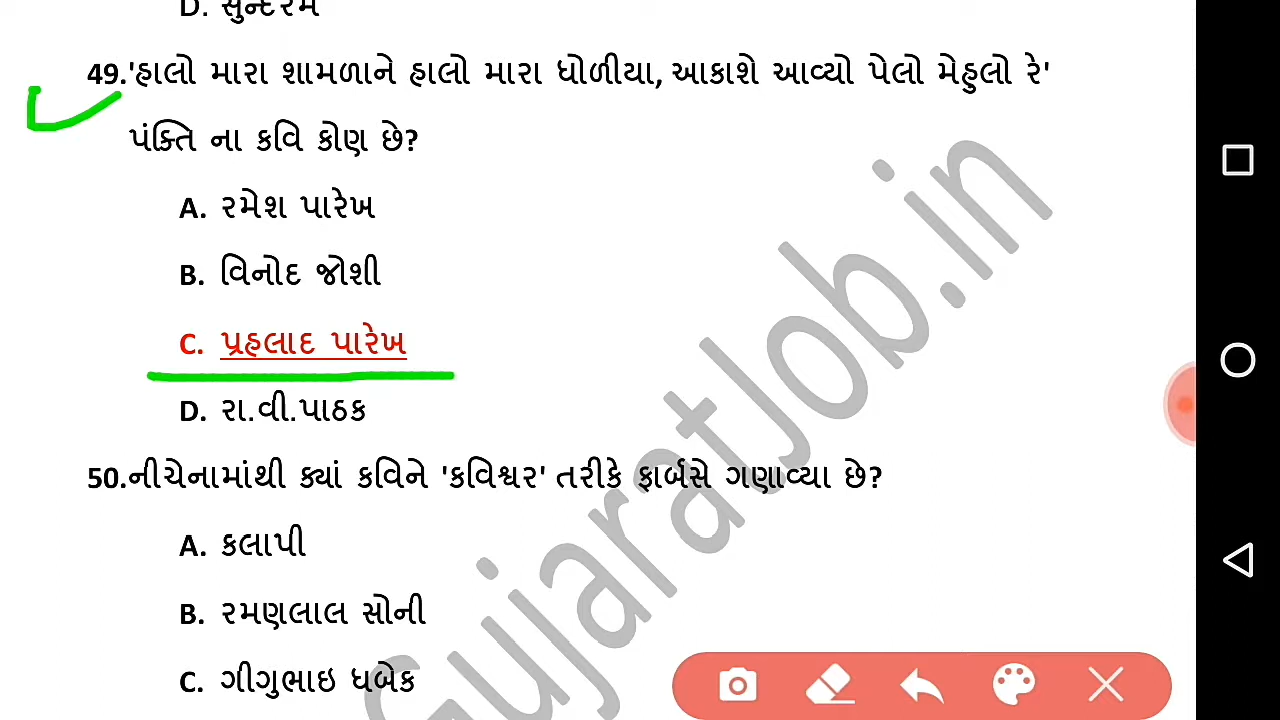 D. સુન્દરમ
49.'હાલો મારા શામળાને હાલો મારા ધોળીયા, આકાશે આવ્યો પેલો મેહુલો રે'
પંક્તિ ના કવિ કોણ છે?
A. રમેશ પારેખ
B. વિનોદ જોશી
C. પ્રહલાદ પારેખ
D. રા.વી.પાઠક
50.નીચેનામાંથી ક્યાં કવિને 'કવિશ્વર' તરીકે ફાર્બસે ગણાવ્યા છે?
A. કલાપી
B. રમણલાલ સોની
C. ગીગુભાઇ ધબેક
GujaratJob.in